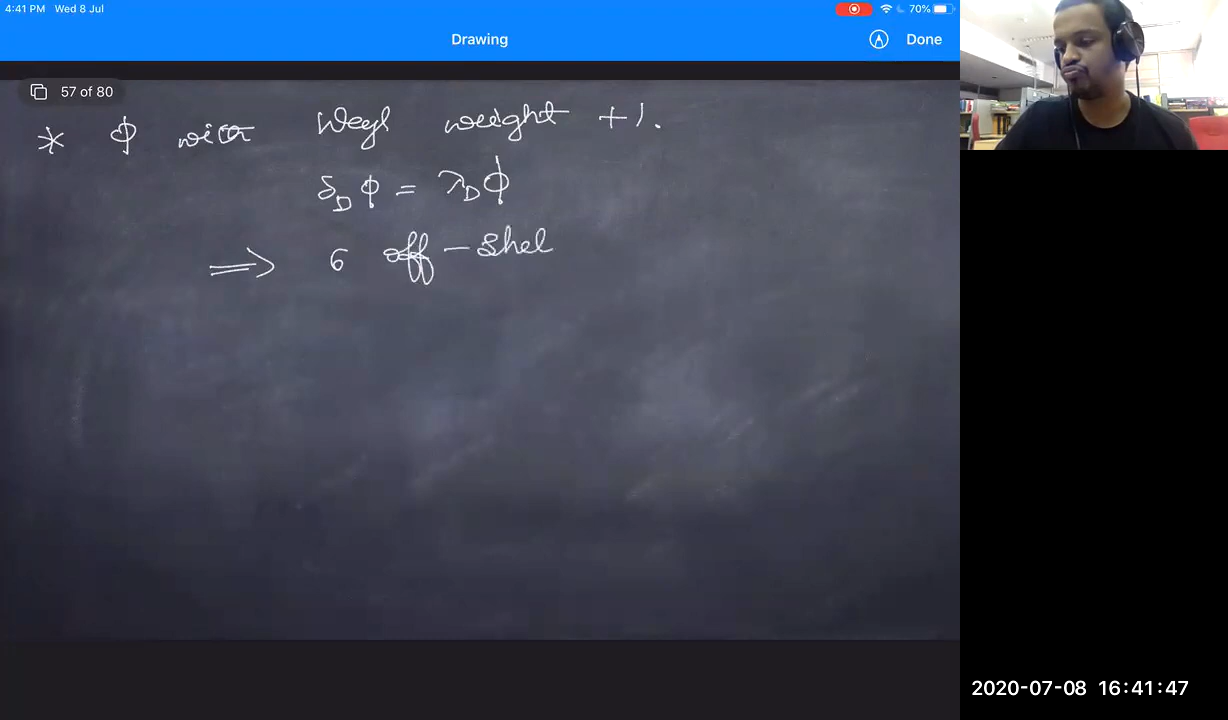 4:41 PM Wed 8 Jul
70%
Drawing
Done
57 of 80
* ϕ with Weyl weight +1.
δ_D ϕ = λ_D ϕ
⟹ 6 off-shel
2020-07-08 16:41:47